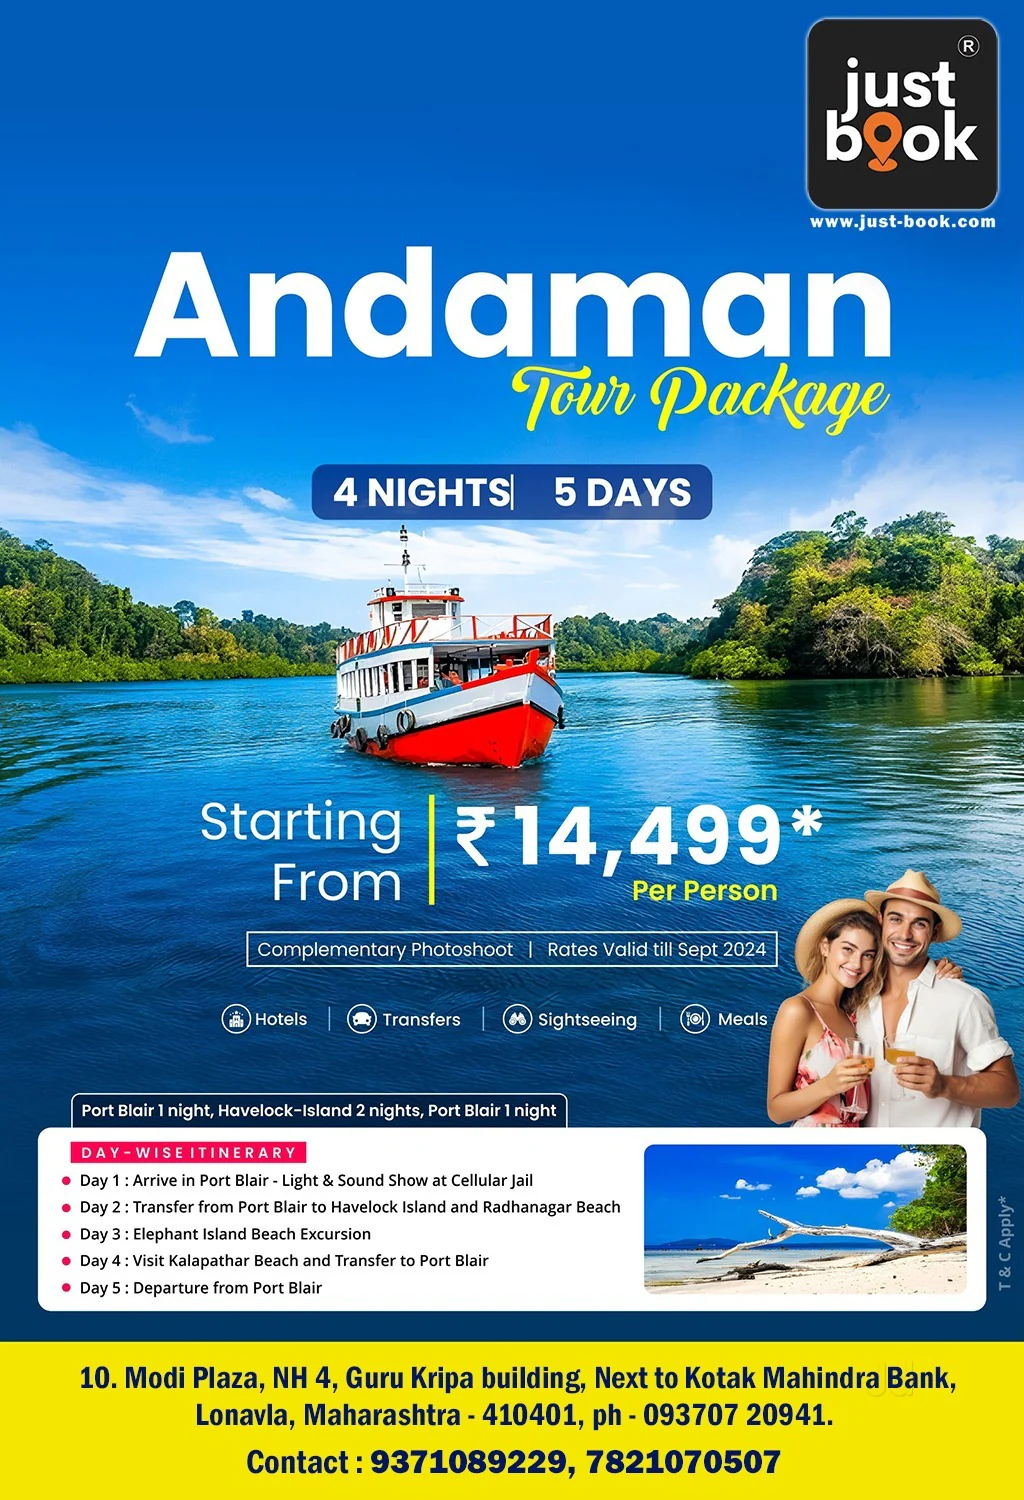 just
book
®
www.just-book.com
Andaman
Tour Package
4 NIGHTS| 5 DAYS
Starting
From
₹ 14,499*
Per Person
Complementary Photoshoot | Rates Valid till Sept 2024
Hotels | Transfers | Sightseeing | Meals
Port Blair 1 night, Havelock-Island 2 nights, Port Blair 1 night
DAY-WISE ITINERARY
Day 1 : Arrive in Port Blair - Light & Sound Show at Cellular Jail
Day 2 : Transfer from Port Blair to Havelock Island and Radhanagar Beach
Day 3 : Elephant Island Beach Excursion
Day 4 : Visit Kalapathar Beach and Transfer to Port Blair
Day 5 : Departure from Port Blair
T & C Apply*
10. Modi Plaza, NH 4, Guru Kripa building, Next to Kotak Mahindra Bank,
Lonavla, Maharashtra - 410401, ph - 093707 20941.
Contact : 9371089229, 7821070507